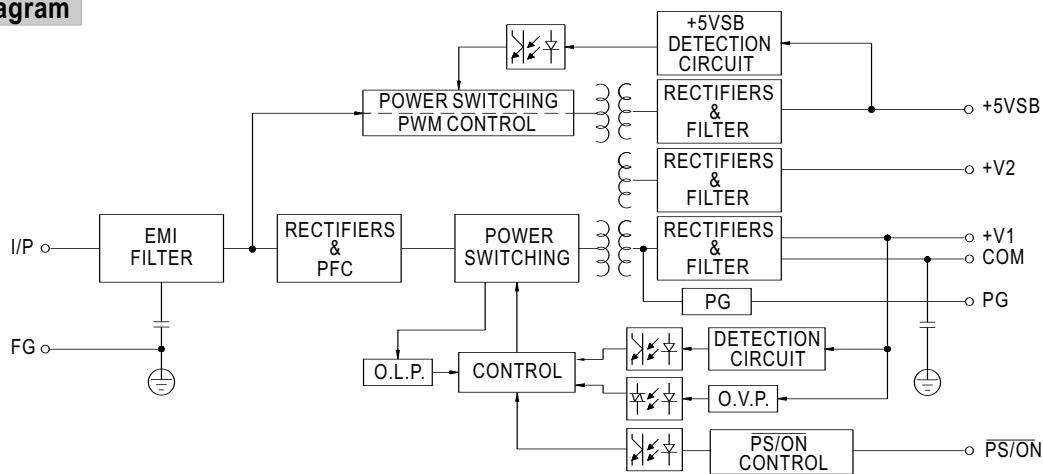 agram
+5VSB
DETECTION
CIRCUIT
POWER SWITCHING
PWM CONTROL
RECTIFIERS
&
FILTER
+5VSB
RECTIFIERS
&
FILTER
+V2
I/P
EMI
FILTER
RECTIFIERS
&
PFC
POWER
SWITCHING
RECTIFIERS
&
FILTER
+V1
COM
PG
PG
FG
O.L.P.
CONTROL
DETECTION
CIRCUIT
O.V.P.
PS/ON
CONTROL
PS/ON